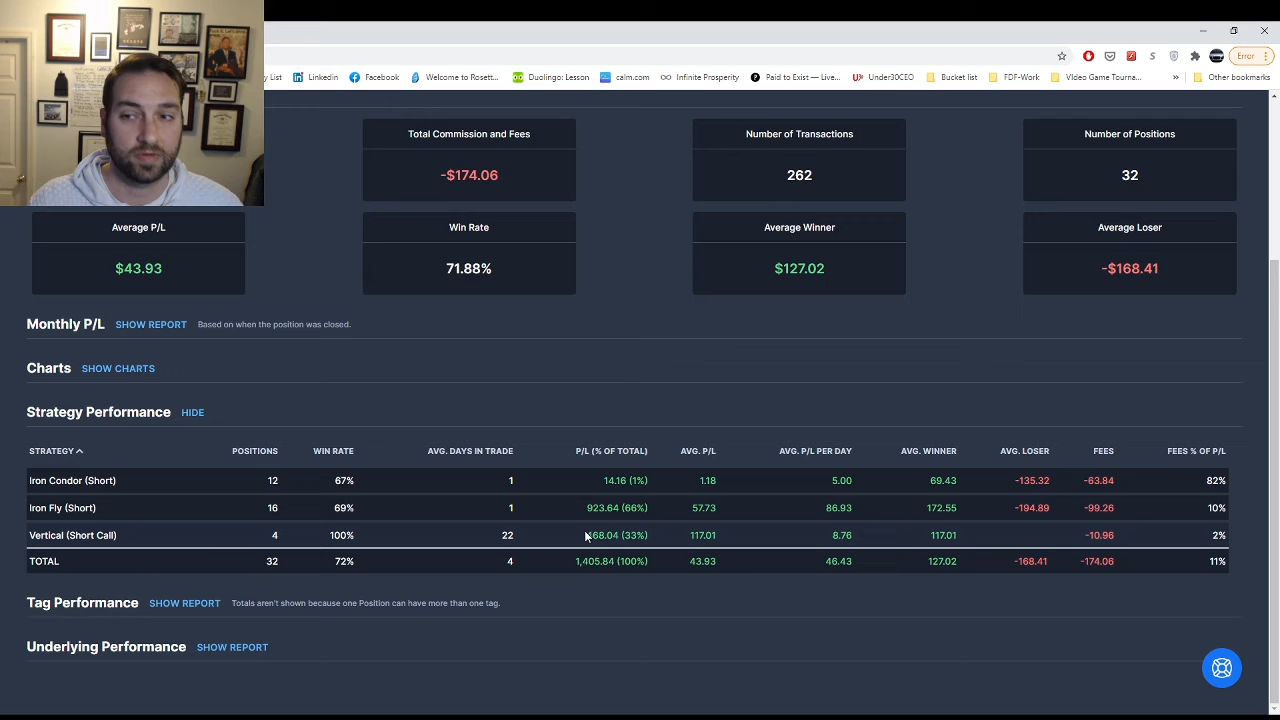 Error
y List
LinkedIn
Facebook
Welcome to Rosett...
Duolingo: Lesson
calm.com
Infinite Prosperity
Paid to Exist — Live...
Under30CEO
Bucket list
FDF-Work
VIdeo Game Tourna...
»
Other bookmarks
Total Commission and Fees
Number of Transactions
Number of Positions
-$174.06
262
32
Average P/L
Win Rate
Average Winner
Average Loser
$43.93
71.88%
$127.02
-$168.41
Monthly P/L SHOW REPORT Based on when the position was closed.
Charts SHOW CHARTS
Strategy Performance HIDE
STRATEGY POSITIONS WIN RATE AVG. DAYS IN TRADE P/L (% OF TOTAL) AVG. P/L AVG. P/L PER DAY AVG. WINNER AVG. LOSER FEES FEES % OF P/L
Iron Condor (Short) 12 67% 1 14.16 (1%) 1.18 5.00 69.43 -135.32 -63.84 82%
Iron Fly (Short) 16 69% 1 923.64 (66%) 57.73 86.93 172.55 -194.89 -99.26 10%
Vertical (Short Call) 4 100% 22 68.04 (33%) 117.01 8.76 117.01 -10.96 2%
TOTAL 32 72% 4 1,405.84 (100%) 43.93 46.43 127.02 -168.41 -174.06 11%
Tag Performance SHOW REPORT Totals aren't shown because one Position can have more than one tag.
Underlying Performance SHOW REPORT